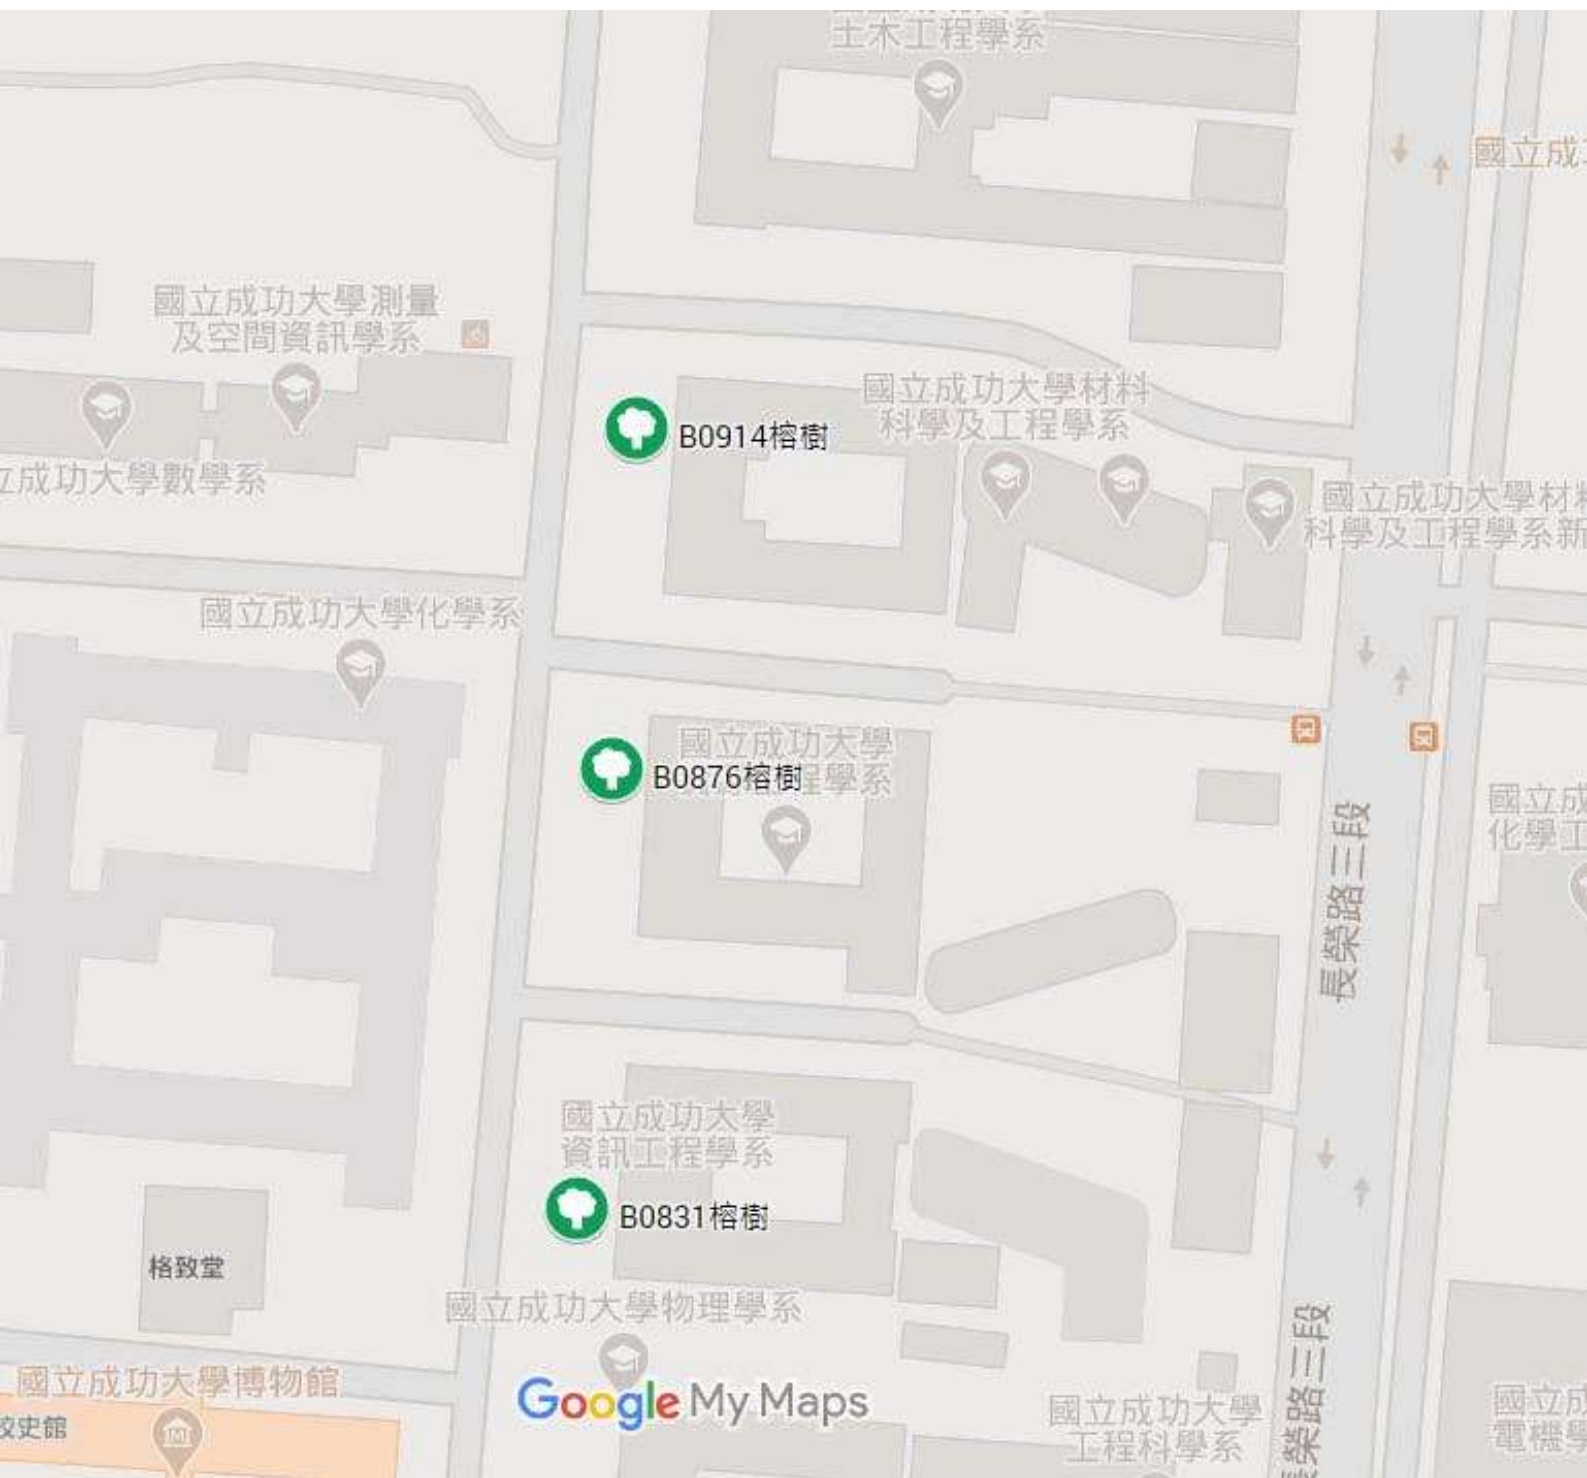 土木工程學系
國立成
國立成功大學測量
及空間資訊學系
國立成功大學材料
科學及工程學系
B0914榕樹
立成功大學數學系
國立成功大學材
科學及工程學系新
國立成功大學化學系
國立成功大學
程學系
B0876榕樹
國立成
化學工
長榮路三段
國立成功大學
資訊工程學系
B0831榕樹
格致堂
國立成功大學物理學系
長榮路三段
國立成功大學博物館
校史館
Google My Maps
國立成功大學
工程科學系
國立成
電機學